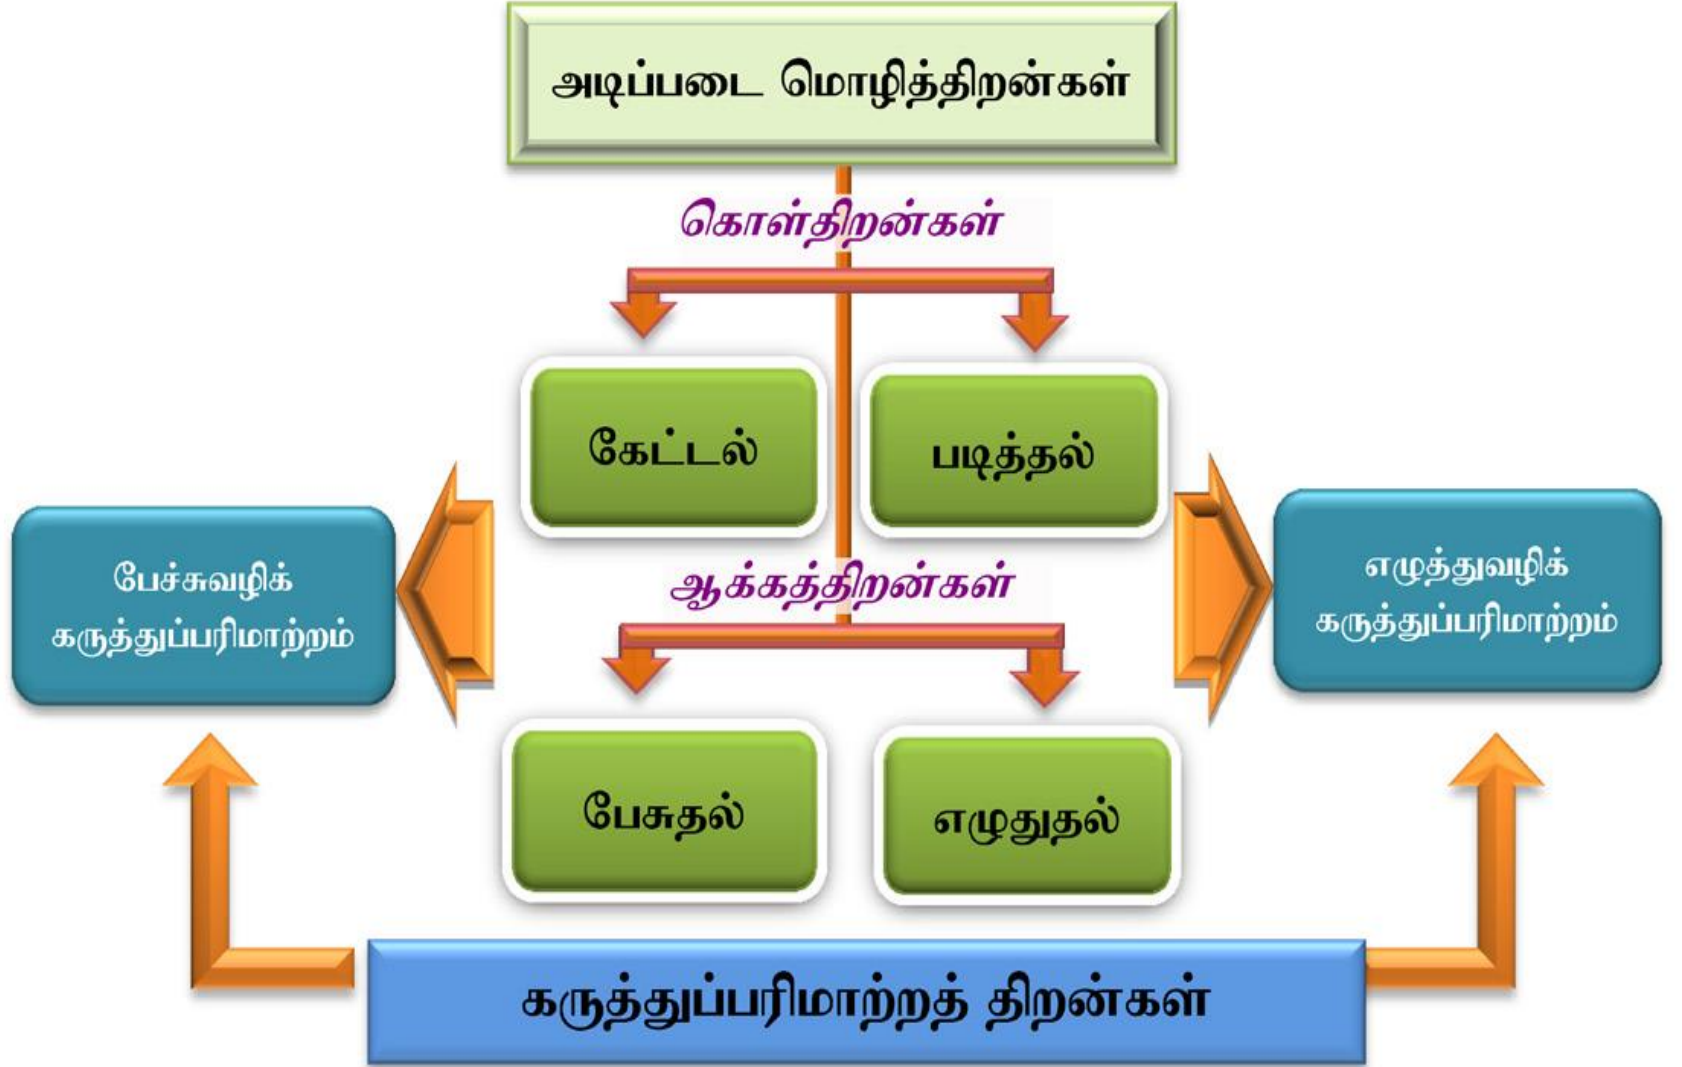 அடிப்படை மொழித்திறன்கள்
கொள்திறன்கள்
கேட்டல்
படித்தல்
பேச்சுவழிக்
கருத்துப்பரிமாற்றம்
எழுத்துவழிக்
கருத்துப்பரிமாற்றம்
ஆக்கத்திறன்கள்
பேசுதல்
எழுதுதல்
கருத்துப்பரிமாற்றத் திறன்கள்